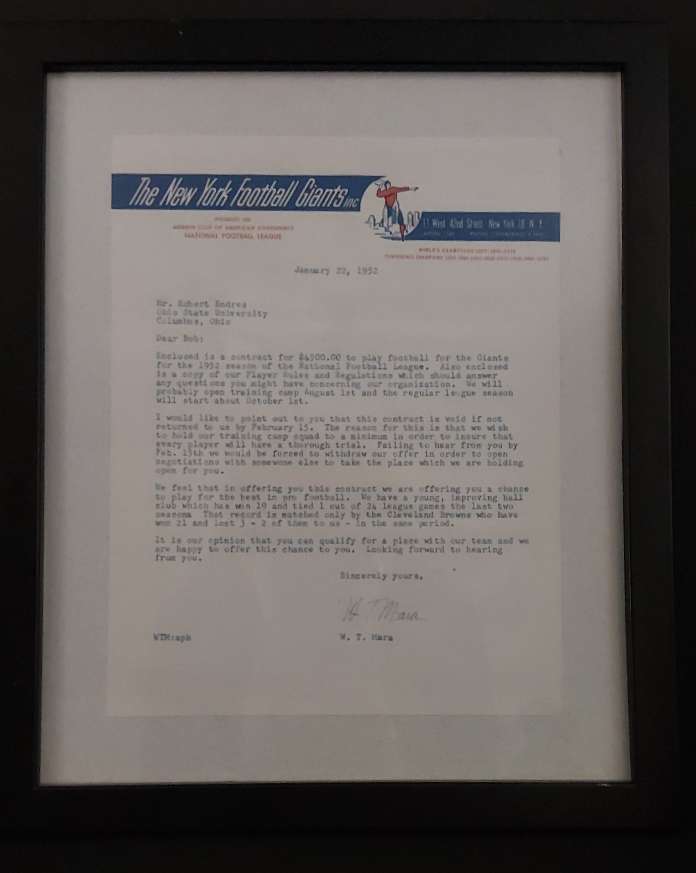 The New York Football Giants INC
11 West 42nd Street New York 18, N. Y.
MEMBER CLUB OF AMERICAN CONFERENCE
NATIONAL FOOTBALL LEAGUE
January 22, 1952
Mr. Robert Endres
Ohio State University
Columbus, Ohio
Dear Bob:
Enclosed is a contract for $4500.00 to play football for the Giants
for the 1952 season of the National Football League. Also enclosed
is a copy of our Player Rules and Regulations which should answer
any questions you might have concerning our organization. We will
probably open training camp August 1st and the regular league season
will start about October 1st.
I would like to point out to you that this contract is void if not
returned to us by February 15. The reason for this is that we wish
to hold our training camp squad to a minimum in order to insure that
every player will have a thorough trial. Failing to hear from you by
Feb. 15th we would be forced to withdraw our offer in order to open
negotiations with someone else to take the place which we are holding
open for you.
We feel that in offering you this contract we are offering you a chance
to play for the best in pro football. We have a young, improving ball
club which has won 19 and tied 1 out of 24 league games the last two
seasons. That record is matched only by the Cleveland Browns who have
won 21 and lost 3 - 2 of them to us - in the same period.
It is our opinion that you can qualify for a place with our team and we
are happy to offer this chance to you. Looking forward to hearing
from you.
Sincerely yours,
W T Mara
WTM:aph
W. T. Mara